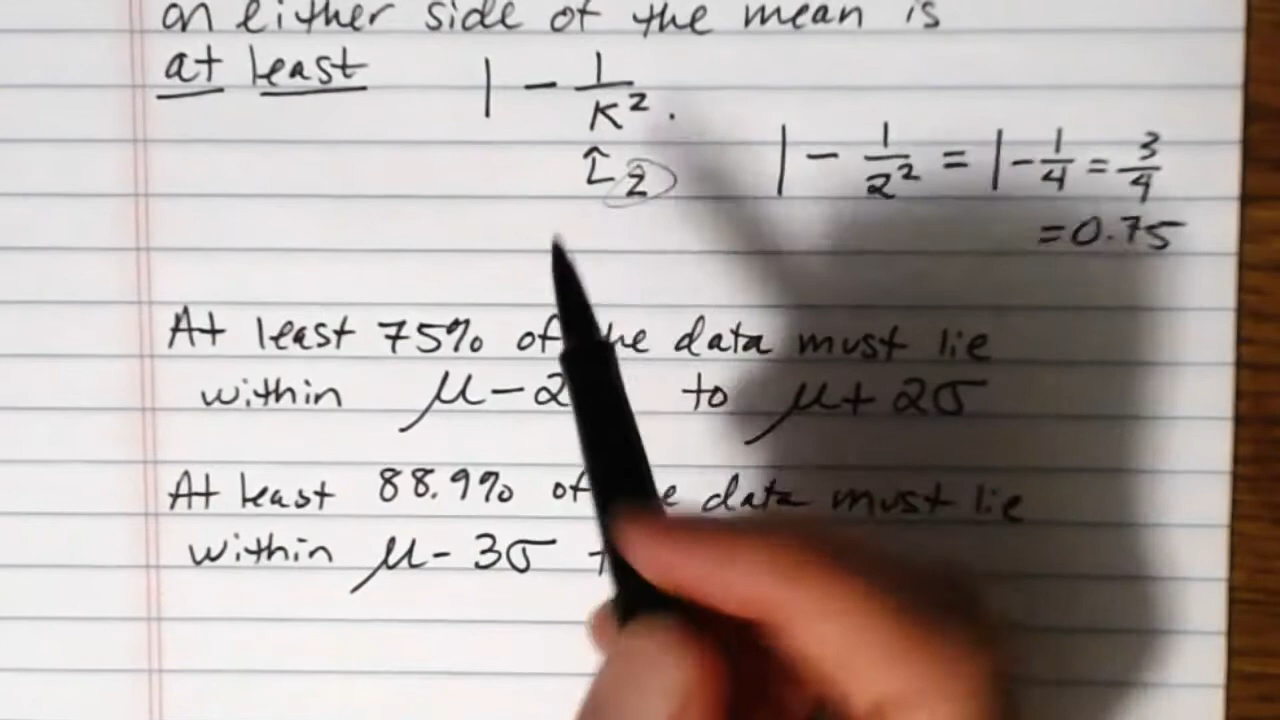 on either side of the mean is
at least 1 - 1/K².
↑ 2
1 - 1/2² = 1 - 1/4 = 3/4
= 0.75
At least 75% of the data must lie
within μ - 2 to μ + 2σ
At least 88.9% of data must lie
within μ - 3σ